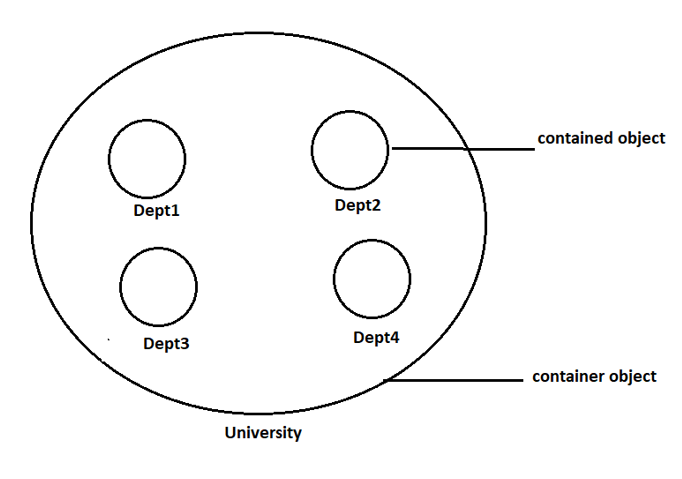 contained object
Dept1
Dept2
Dept3
Dept4
container object
University